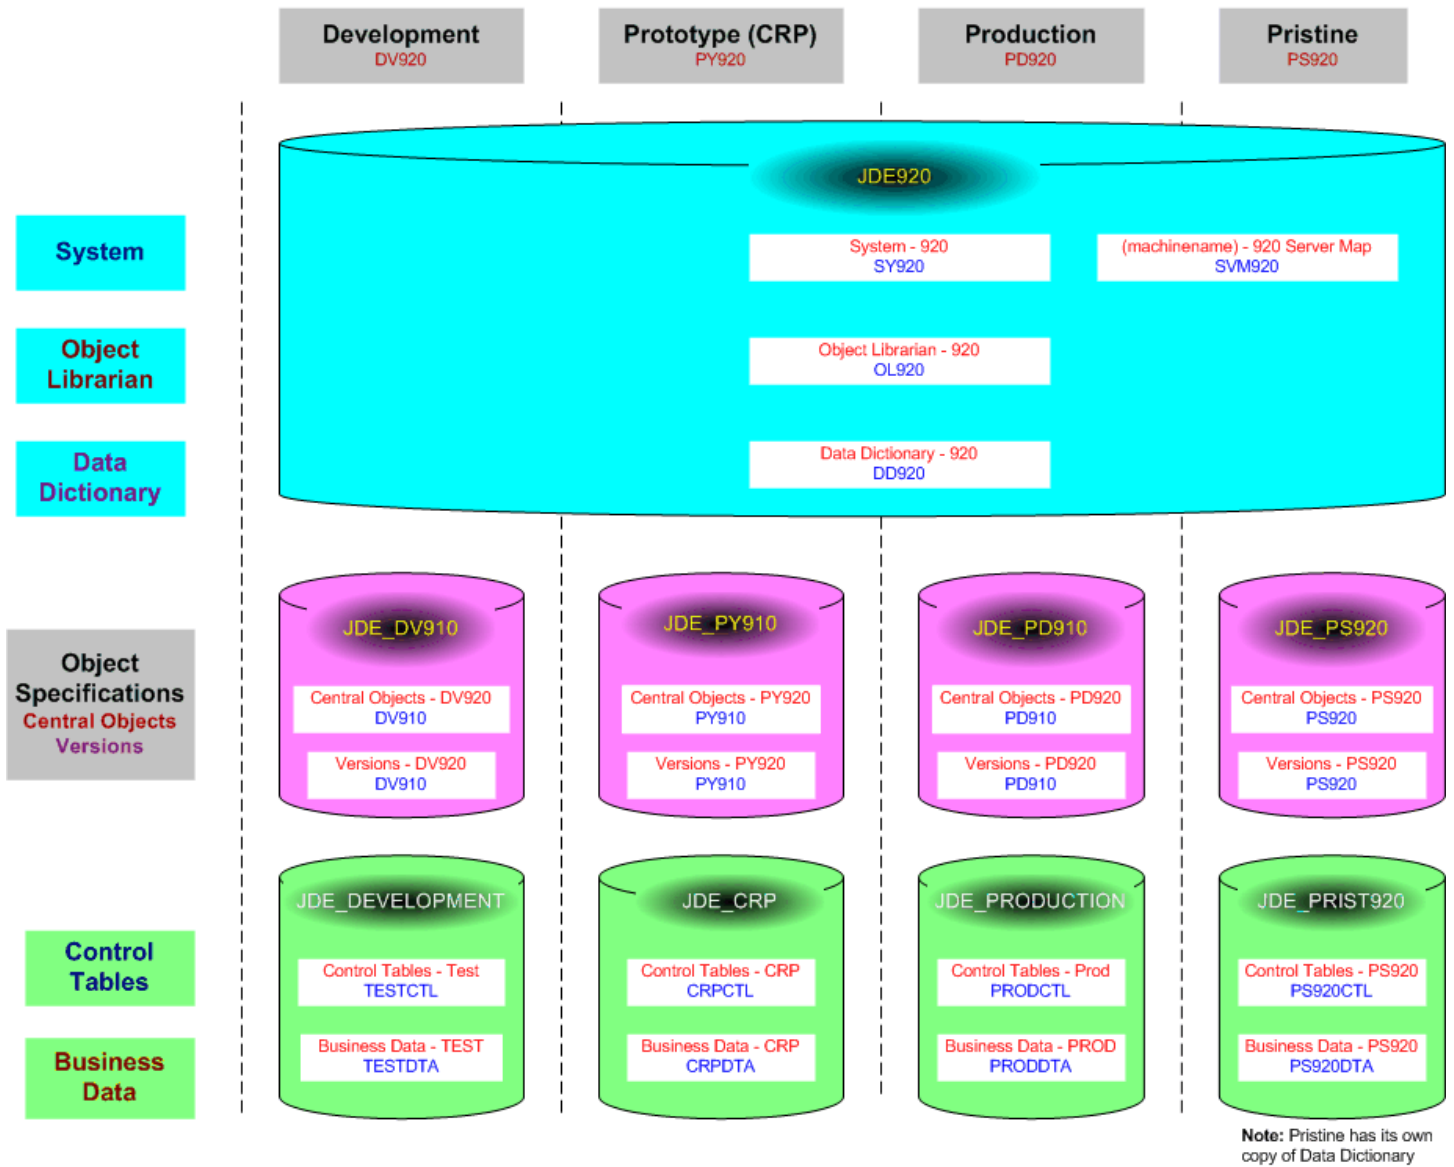 Development
DV920
Prototype (CRP)
PY920
Production
PD920
Pristine
PS920
JDE920
System
System - 920
SY920
(machinename) - 920 Server Map
SVM920
Object
Librarian
Object Librarian - 920
OL920
Data
Dictionary
Data Dictionary - 920
DD920
Object
Specifications
Central Objects
Versions
JDE_DV910
Central Objects - DV920
DV910
Versions - DV920
DV910
JDE_PY910
Central Objects - PY920
PY910
Versions - PY920
PY910
JDE_PD910
Central Objects - PD920
PD910
Versions - PD920
PD910
JDE_PS920
Central Objects - PS920
PS920
Versions - PS920
PS920
Control
Tables
Business
Data
JDE_DEVELOPMENT
Control Tables - Test
TESTCTL
Business Data - TEST
TESTDTA
JDE_CRP
Control Tables - CRP
CRPCTL
Business Data - CRP
CRPDTA
JDE_PRODUCTION
Control Tables - Prod
PRODCTL
Business Data - PROD
PRODDTA
JDE_PRIST920
Control Tables - PS920
PS920CTL
Business Data - PS920
PS920DTA
Note: Pristine has its own
copy of Data Dictionary